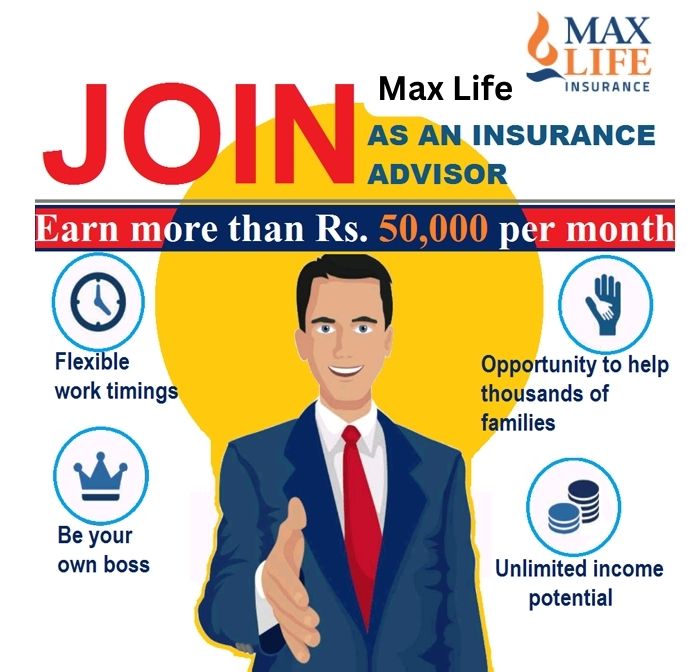 MAX
LIFE
INSURANCE
JOIN
Max Life
AS AN INSURANCE
ADVISOR
Earn more than Rs. 50,000 per month
Flexible
work timings
Opportunity to help
thousands of
families
Be your
own boss
Unlimited income
potential